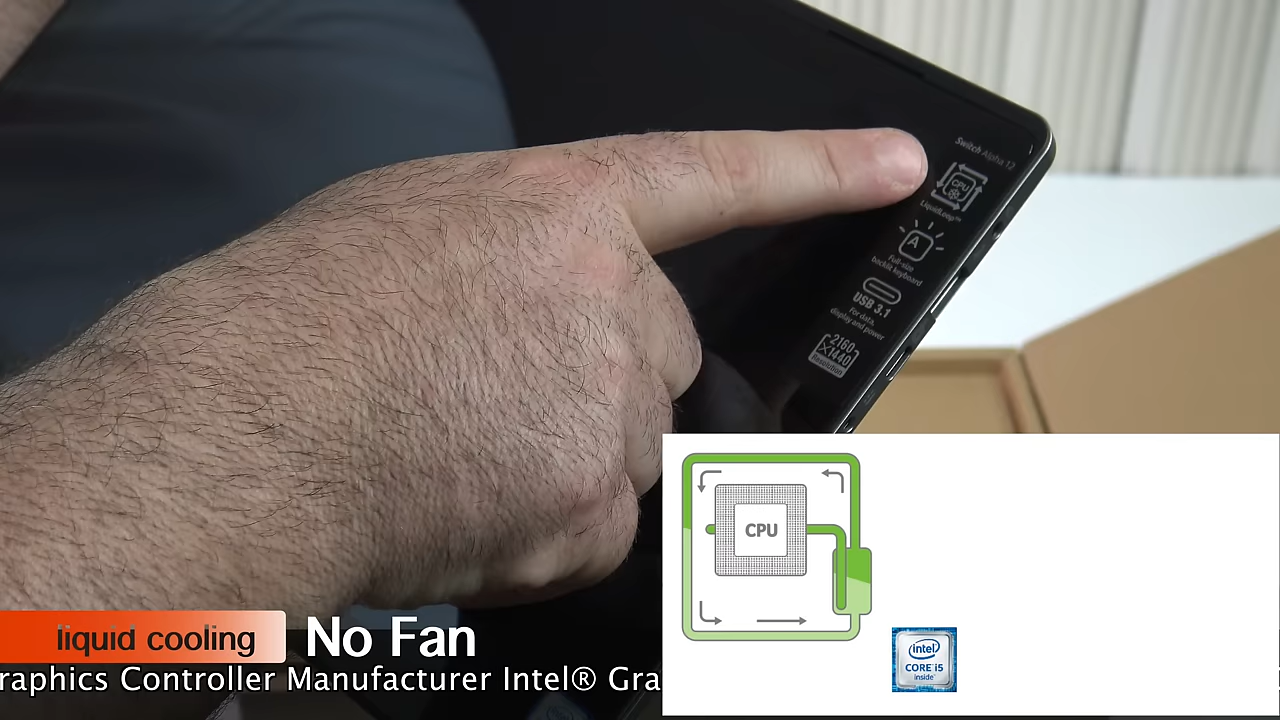 Switch Alpha 12
CPU
LiquidLoop™
A
Full-size
backlit keyboard
USB 3.1
For data,
display and power
2160
X1440
Resolution
CPU
liquid cooling
No Fan
raphics Controller Manufacturer Intel® Gra
intel
CORE i5
inside